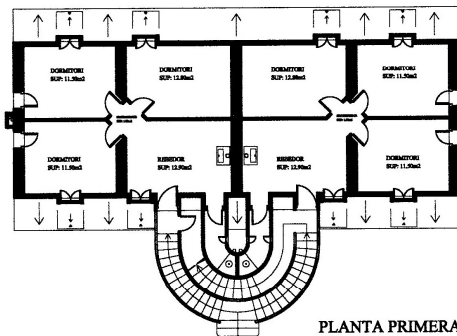 DORMITORI
SUP: 11.50m2
DORMITORI
SUP: 12.80m2
DORMITORI
SUP: 12.80m2
DORMITORI
SUP: 11.50m2
DORMITORI
SUP: 11.50m2
REBEDOR
SUP: 12.90m2
REBEDOR
SUP: 12.90m2
DORMITORI
SUP: 11.50m2
PLANTA PRIMERA